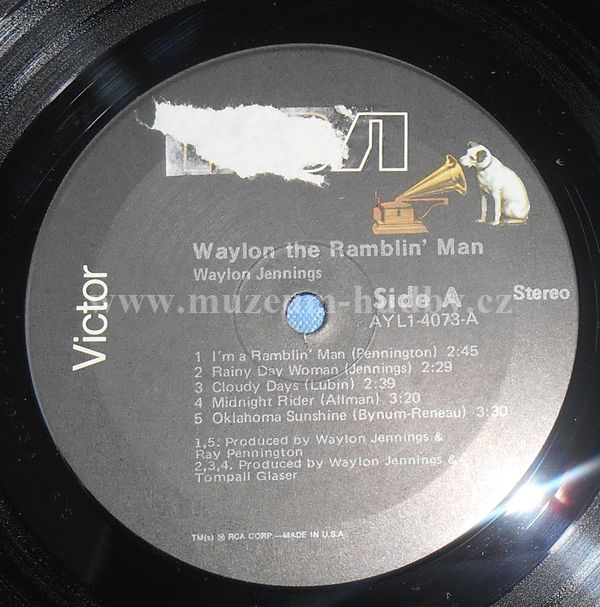 Waylon the Ramblin' Man
Waylon Jennings
Victor
Side A
Stereo
AYL1-4073-A
www.muzeum-hudby.cz
1 I'm a Ramblin' Man (Pennington) 2:45
2 Rainy Day Woman (Jennings) 2:29
3 Cloudy Days (Lubin) 2:39
4 Midnight Rider (Allman) 3:20
5 Oklahoma Sunshine (Bynum-Reneau) 3:30
1,5. Produced by Waylon Jennings &
Ray Pennington
2,3,4. Produced by Waylon Jennings &
Tompall Glaser
TM(s) ® RCA CORP.—MADE IN U.S.A